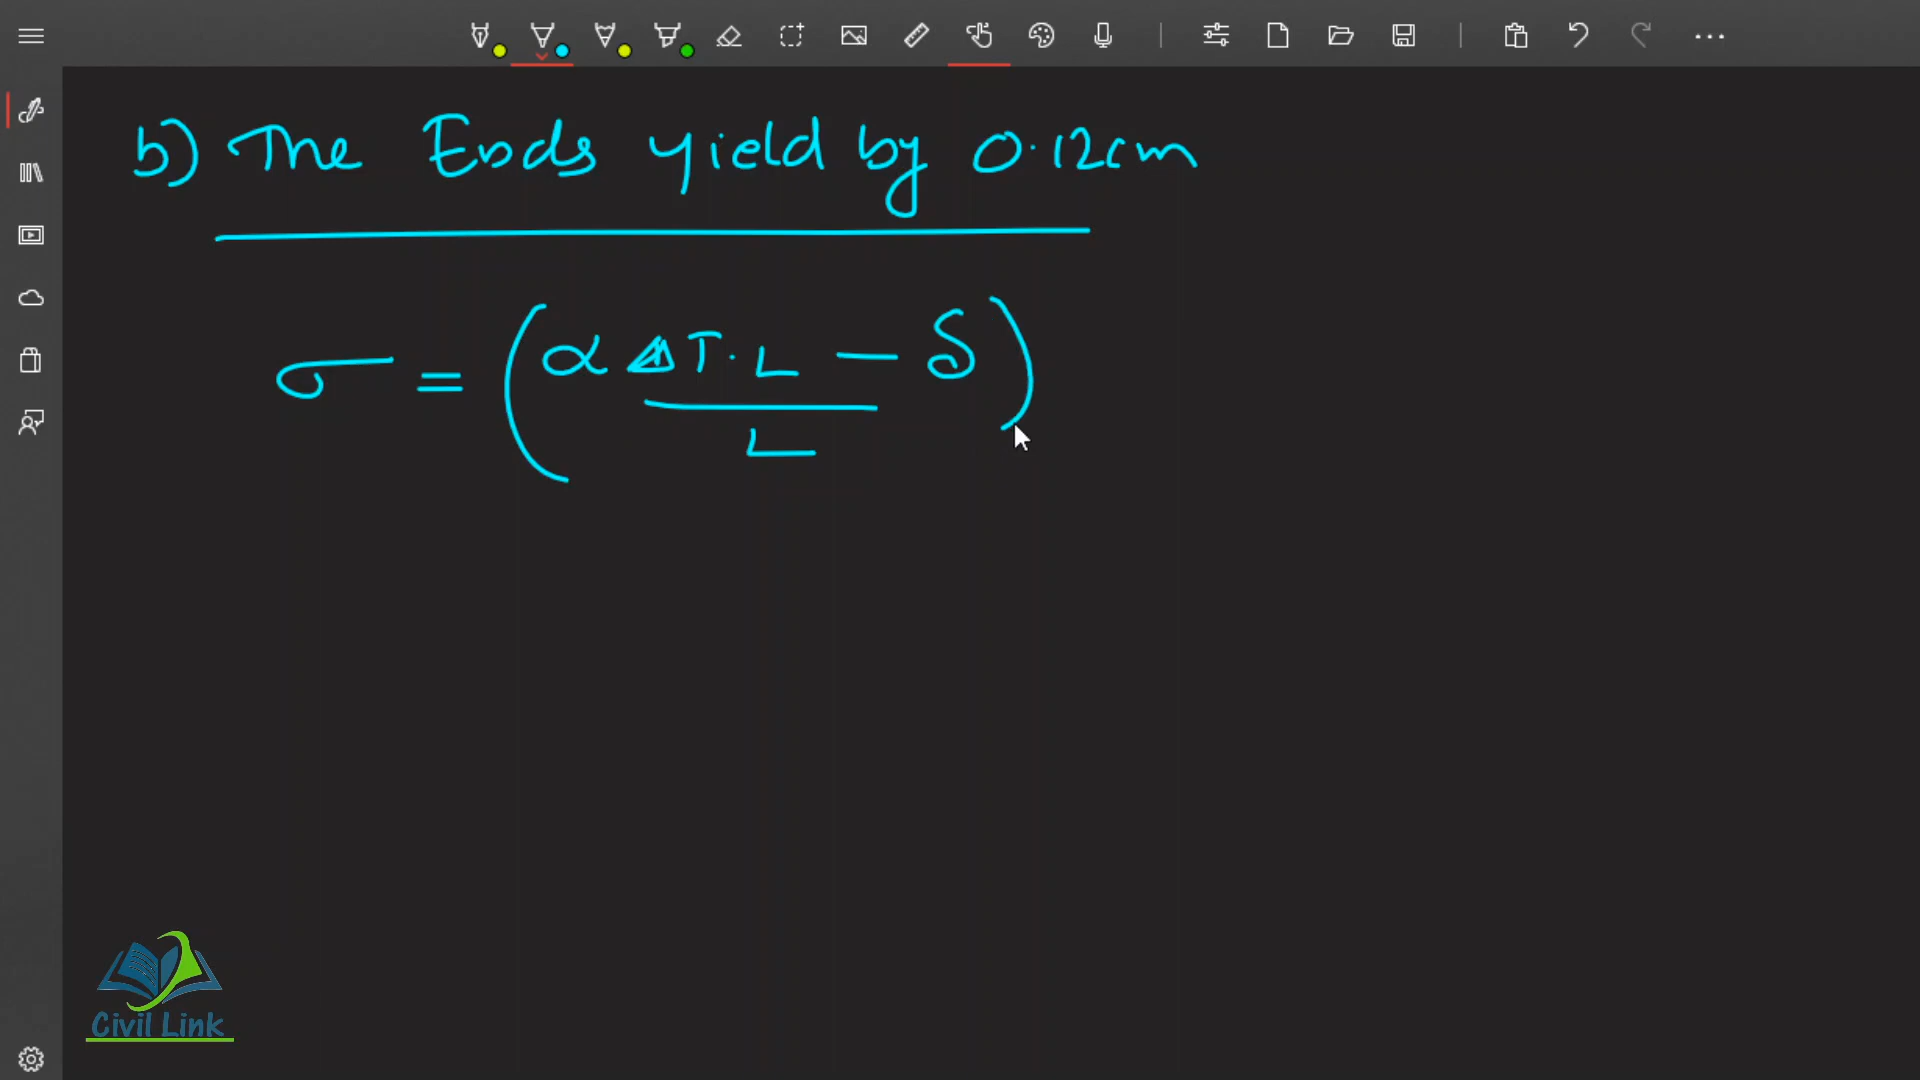 b) The Ends yield by 0.12cm
σ = (α ΔT. L - δ)
L
Civil Link